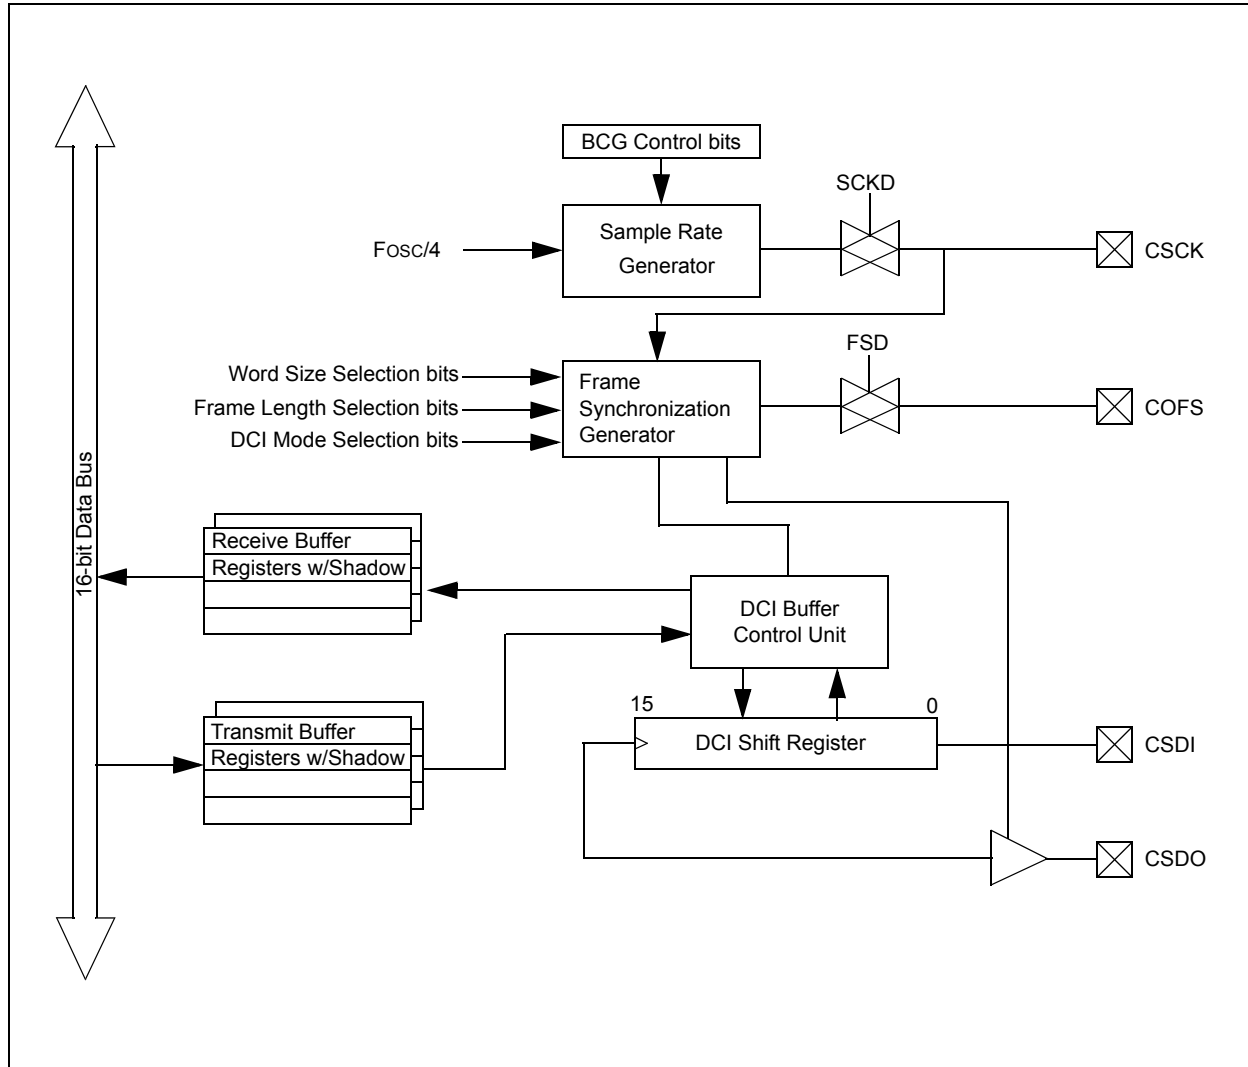 BCG Control bits
SCKD
Sample Rate
Generator
FOSC/4
CSCK
FSD
Word Size Selection bits
Frame Length Selection bits
DCI Mode Selection bits
Frame
Synchronization
Generator
COFS
16-bit Data Bus
Receive Buffer
Registers w/Shadow
DCI Buffer
Control Unit
15
0
Transmit Buffer
Registers w/Shadow
DCI Shift Register
CSDI
CSDO